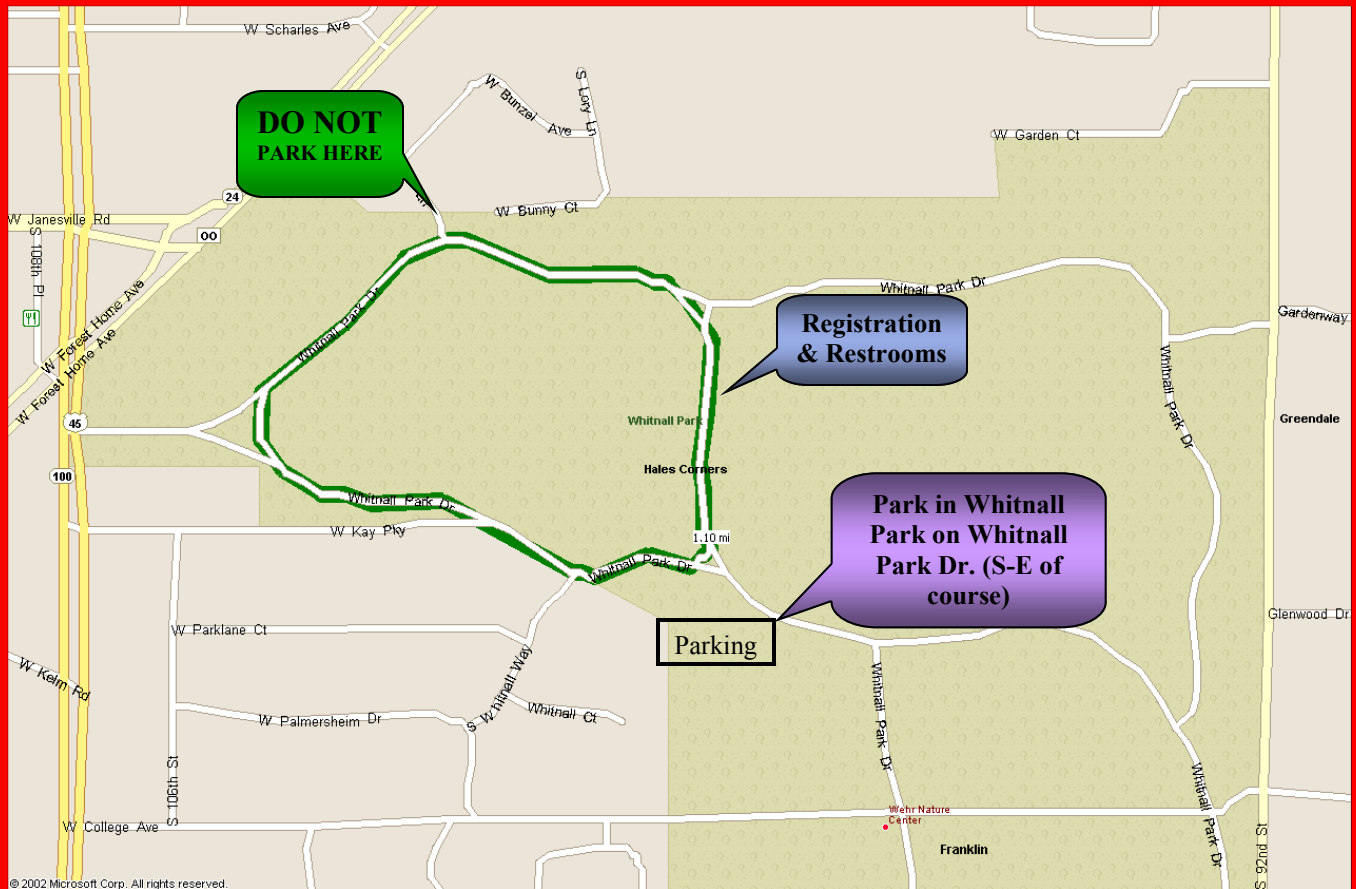 W Scharles Ave
DO NOT
PARK HERE
W Bunzel Ave
S Lory Ln
W Garden Ct
24
Ln
W Bunny Ct
W Janesville Rd
OO
S 108th Pl
W Forest Home Ave
W Forest Home Ave
Whitnall Park Dr
Whitnall Park Dr
Registration
& Restrooms
Gardenway
Whitnall Park Dr
45
Whitnall Park
Greendale
Hales Corners
100
Whitnall Park Dr
W Kay Pky
1.10 mi
Park in Whitnall
Park on Whitnall
Park Dr. (S-E of
course)
Whitnall Park Dr
Glenwood Dr
W Parklane Ct
Parking
W Kelm Rd
S Whitnall Way
Whitnall Ct
W Palmersheim Dr
Whitnall Park Dr
S 106th St
Whitnall Park Dr
Wehr Nature
Center
W College Ave
Franklin
S 92nd St
© 2002 Microsoft Corp. All rights reserved.